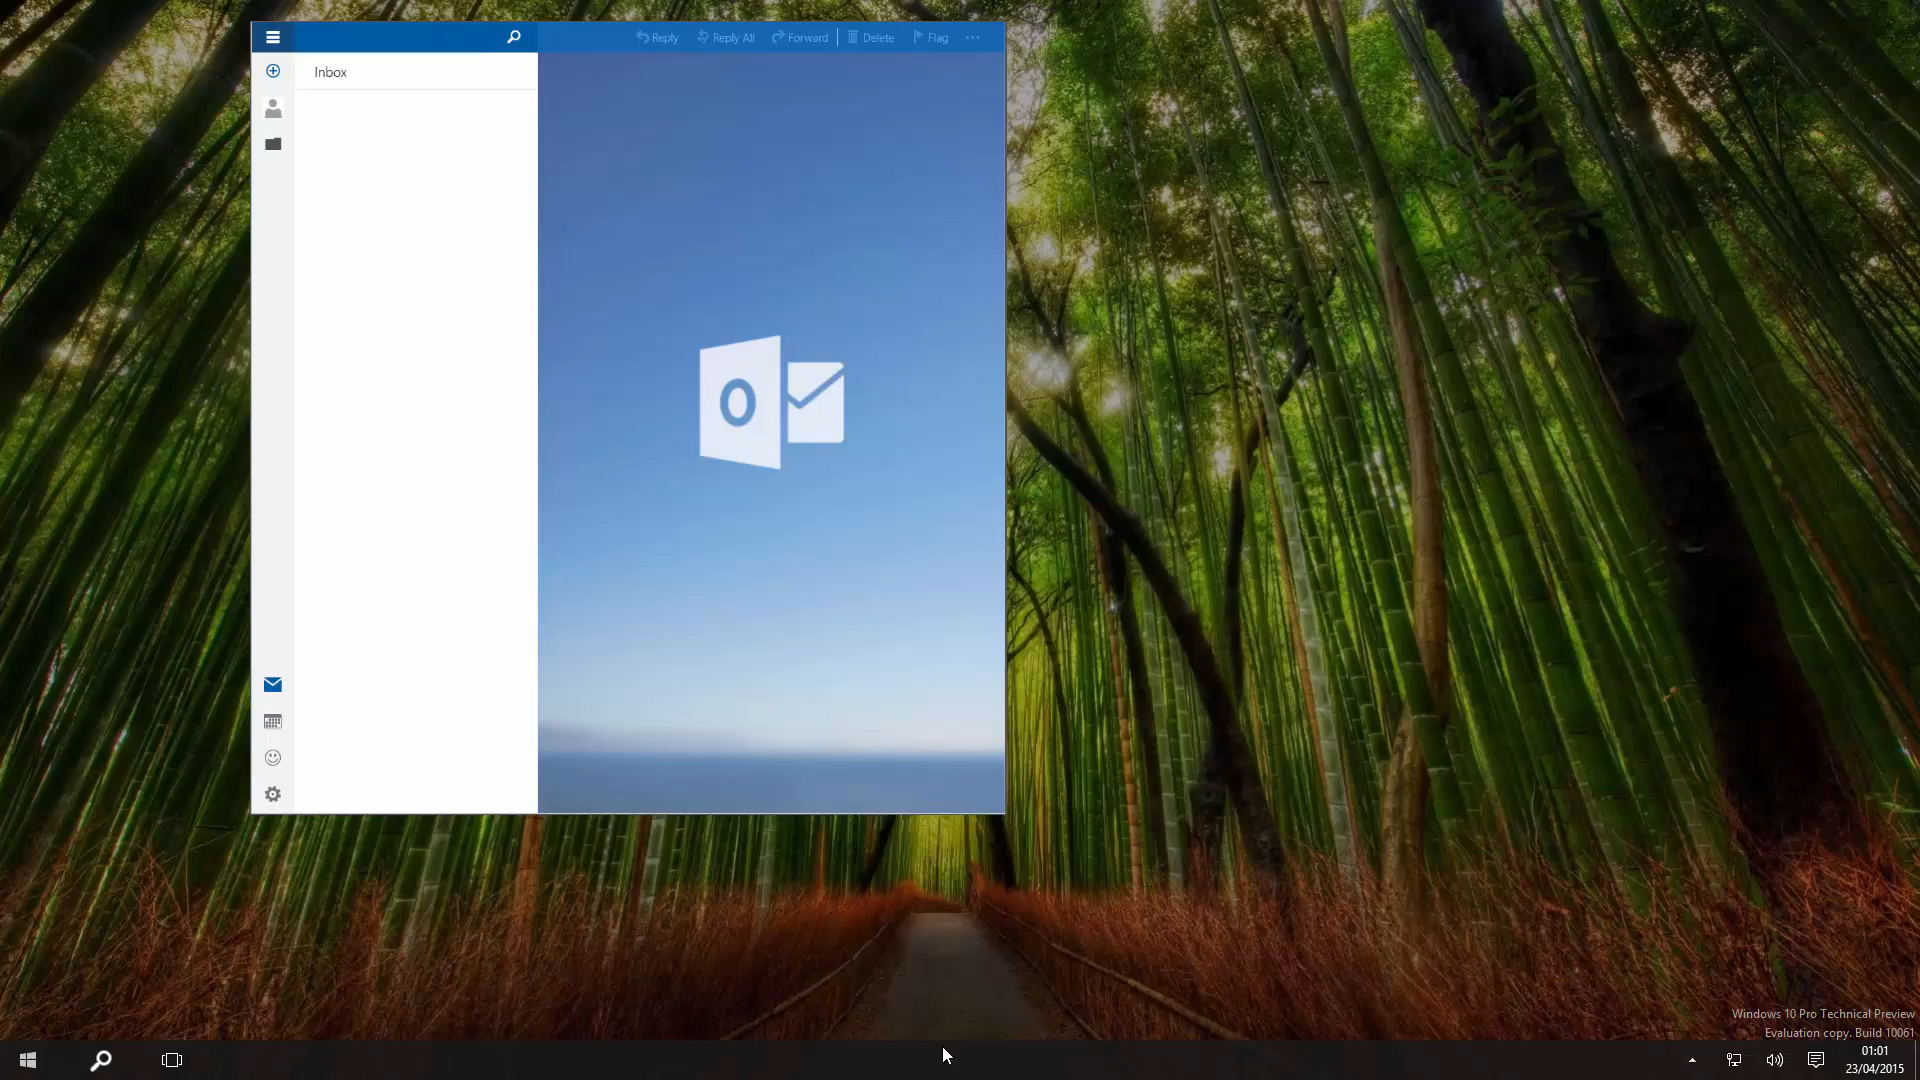 Reply
Reply All
Forward
Delete
Flag
Inbox
Windows 10 Pro Technical Preview
Evaluation copy. Build 10061
01:01
23/04/2015